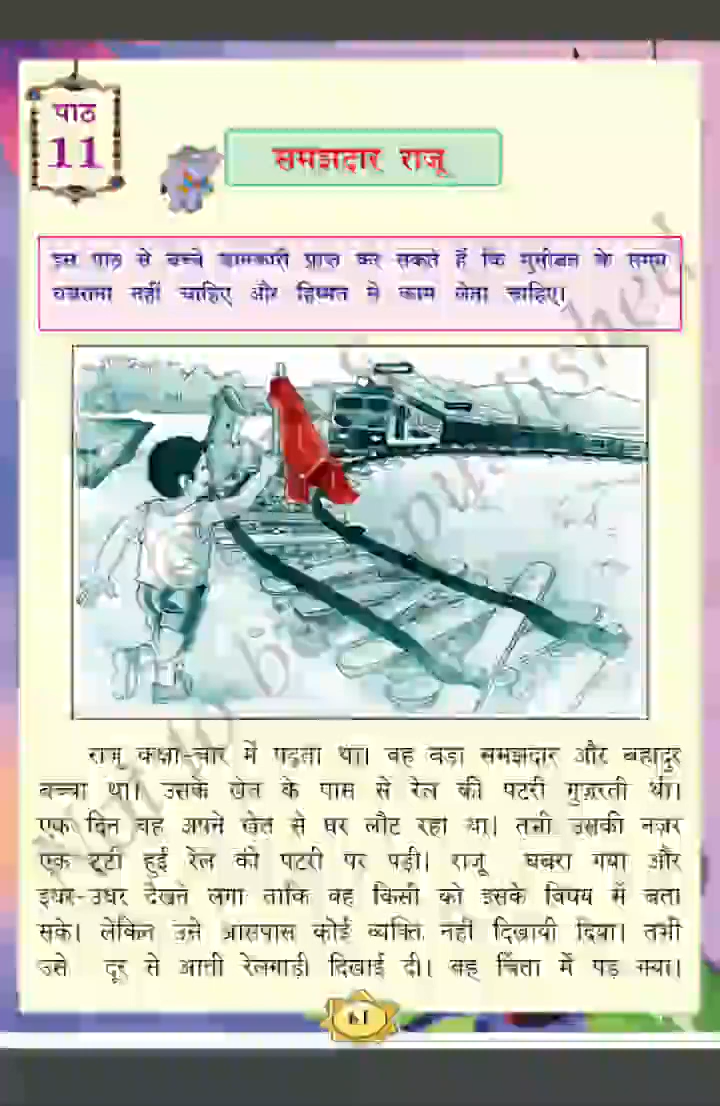 पाठ
11
समझदार राजू
इस पाठ से बच्चे जानकारी प्राप्त कर सकते हैं कि मुसीबत के समय
घबराना नहीं चाहिए और हिम्मत से काम लेना चाहिए।
राजू कक्षा-चार में पढ़ता था। वह बड़ा समझदार और बहादुर
बच्चा था। उसके खेत के पास से रेल की पटरी गुज़रती थी।
एक दिन वह अपने खेत से घर लौट रहा था। तभी उसकी नज़र
एक टूटी हुई रेल की पटरी पर पड़ी। राजू घबरा गया और
इधर-उधर देखने लगा ताकि वह किसी को इसके विषय में बता
सके। लेकिन उसे आसपास कोई व्यक्ति नहीं दिखायी दिया। तभी
उसे दूर से आती रेलगाड़ी दिखाई दी। वह चिंता में पड़ गया।
61